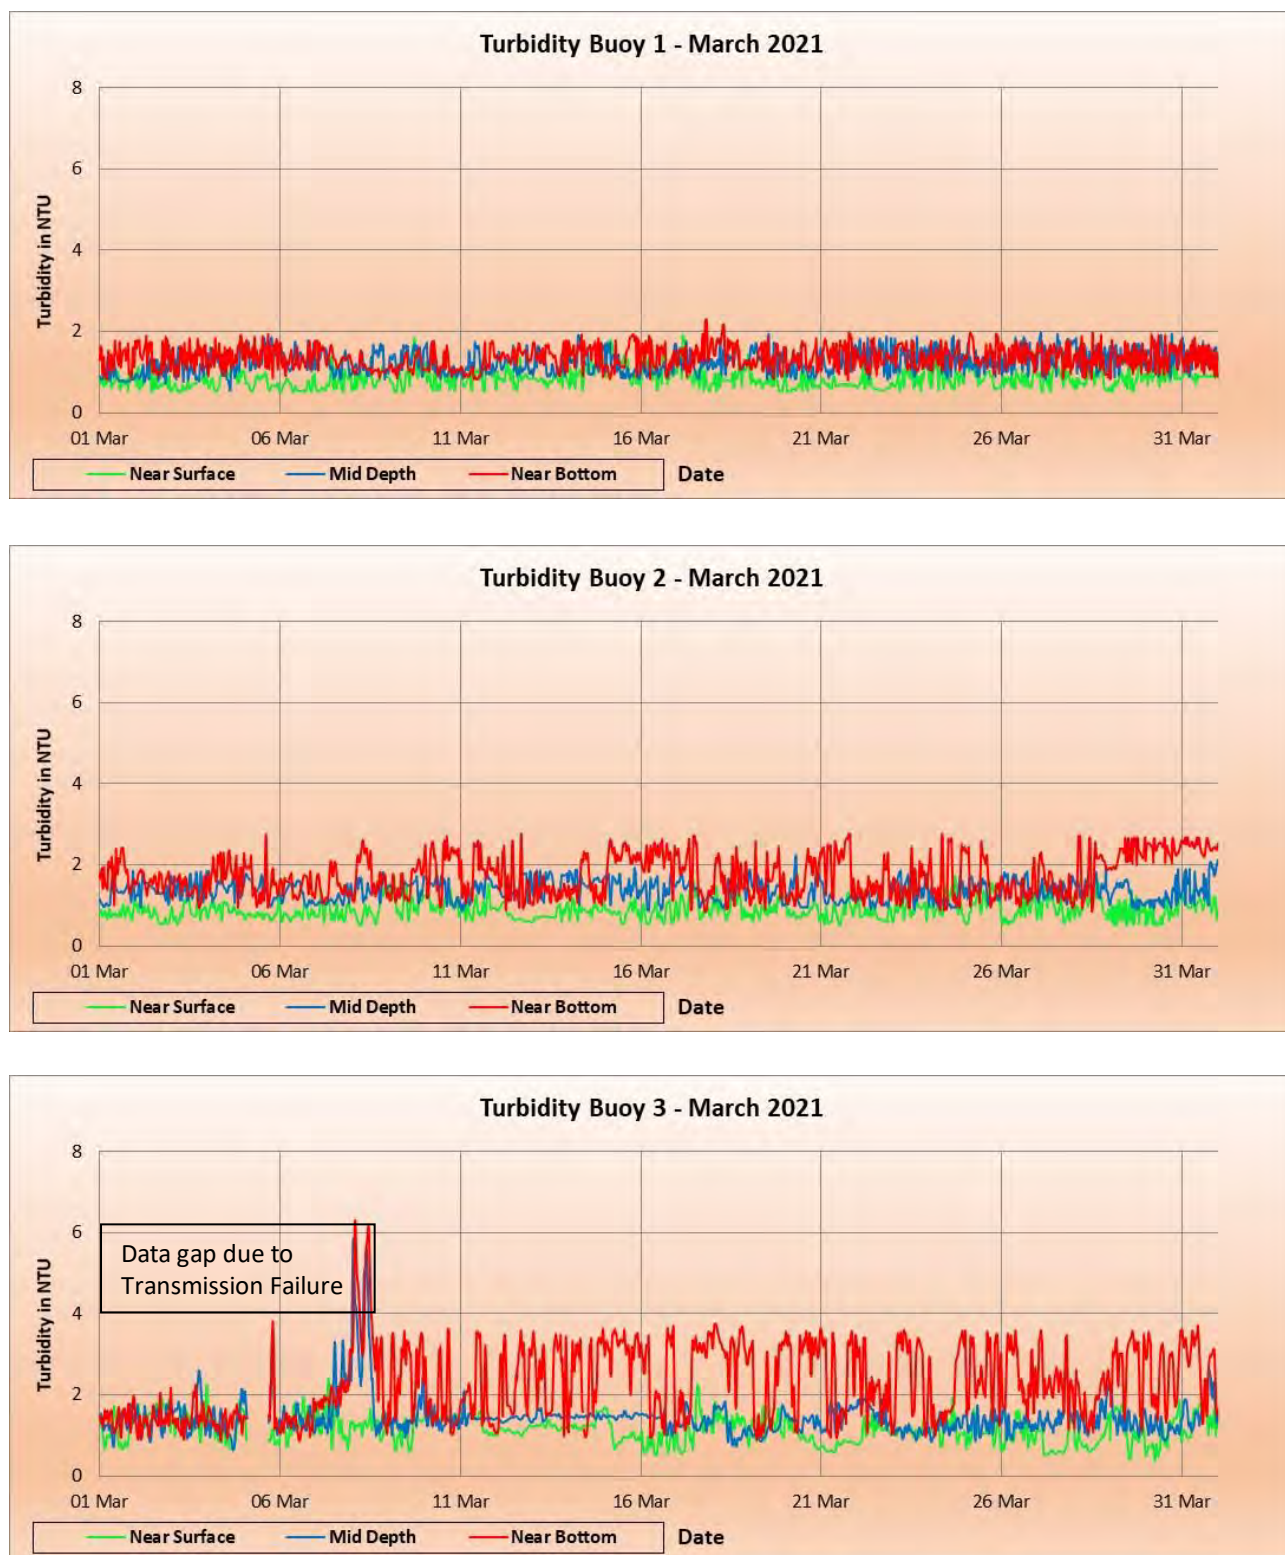 Turbidity Buoy 1 - March 2021
8
6
4
2
0
Turbidity in NTU
01 Mar 06 Mar 11 Mar 16 Mar 21 Mar 26 Mar 31 Mar
Near Surface Mid Depth Near Bottom Date
Turbidity Buoy 2 - March 2021
8
6
4
2
0
Turbidity in NTU
01 Mar 06 Mar 11 Mar 16 Mar 21 Mar 26 Mar 31 Mar
Near Surface Mid Depth Near Bottom Date
Turbidity Buoy 3 - March 2021
8
6
4
2
0
Turbidity in NTU
Data gap due to
Transmission Failure
01 Mar 06 Mar 11 Mar 16 Mar 21 Mar 26 Mar 31 Mar
Near Surface Mid Depth Near Bottom Date